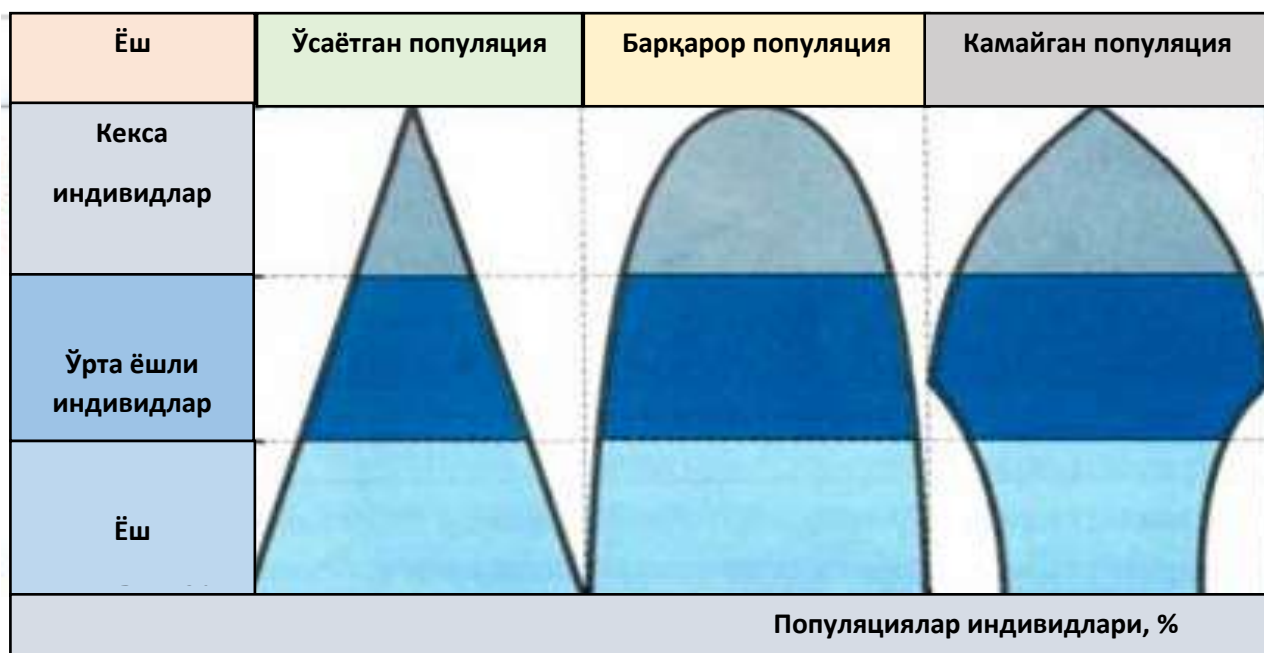 Ёш
Ўсаётган популяция
Барқарор популяция
Камайган популяция
Кекса
индивидлар
Ўрта ёшли
индивидлар
Ёш
Популяциялар индивидлари, %